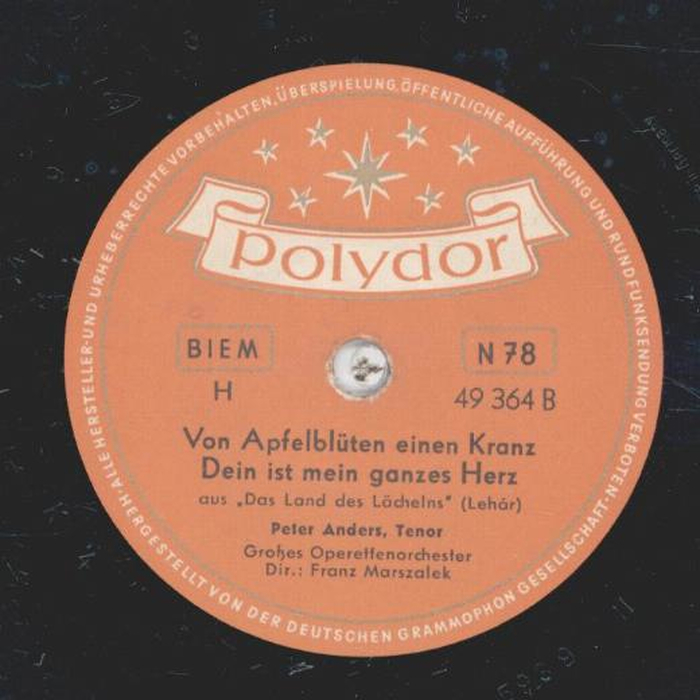 ALLE HERSTELLER- UND URHEBERRECHTE VORBEHALTEN, ÜBERSPIELUNG, ÖFFENTLICHE AUFFÜHRUNG UND RUNDFUNKSENDUNG VERBOTEN · HERGESTELLT VON DER DEUTSCHEN GRAMMOPHON GESELLSCHAFT ·
polydor
BIEM N 78
H 49 364 B
Von Apfelblüten einen Kranz
Dein ist mein ganzes Herz
aus „Das Land des Lächelns" (Lehár)
Peter Anders, Tenor
Großes Operettenorchester
Dir.: Franz Marszalek